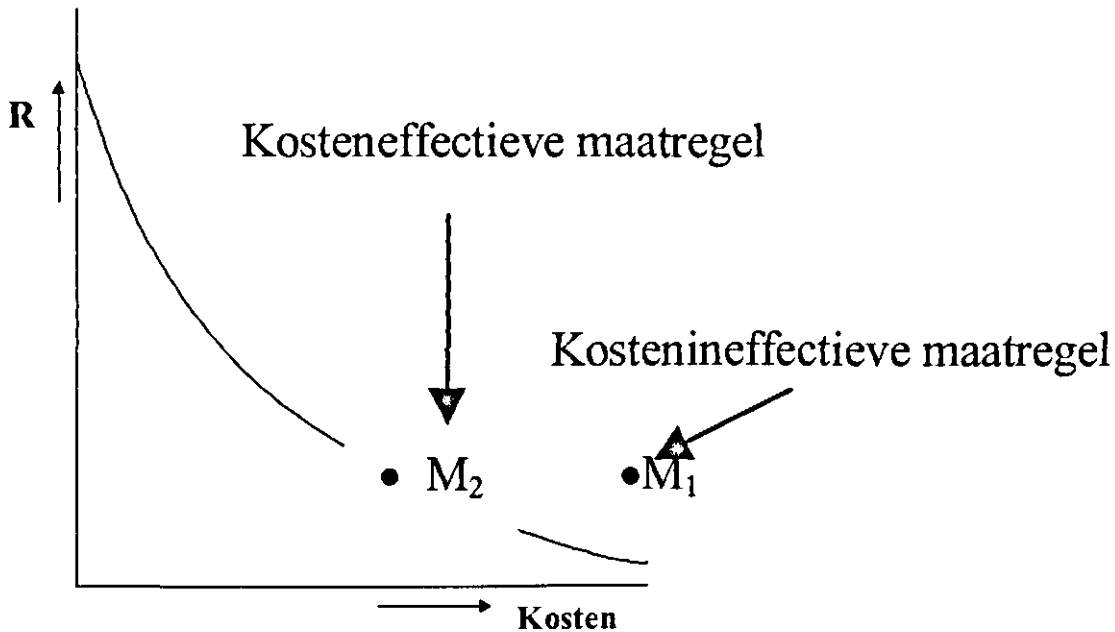 R
Kosteneffectieve maatregel
Kostenineffectieve maatregel
M₂
M₁
Kosten